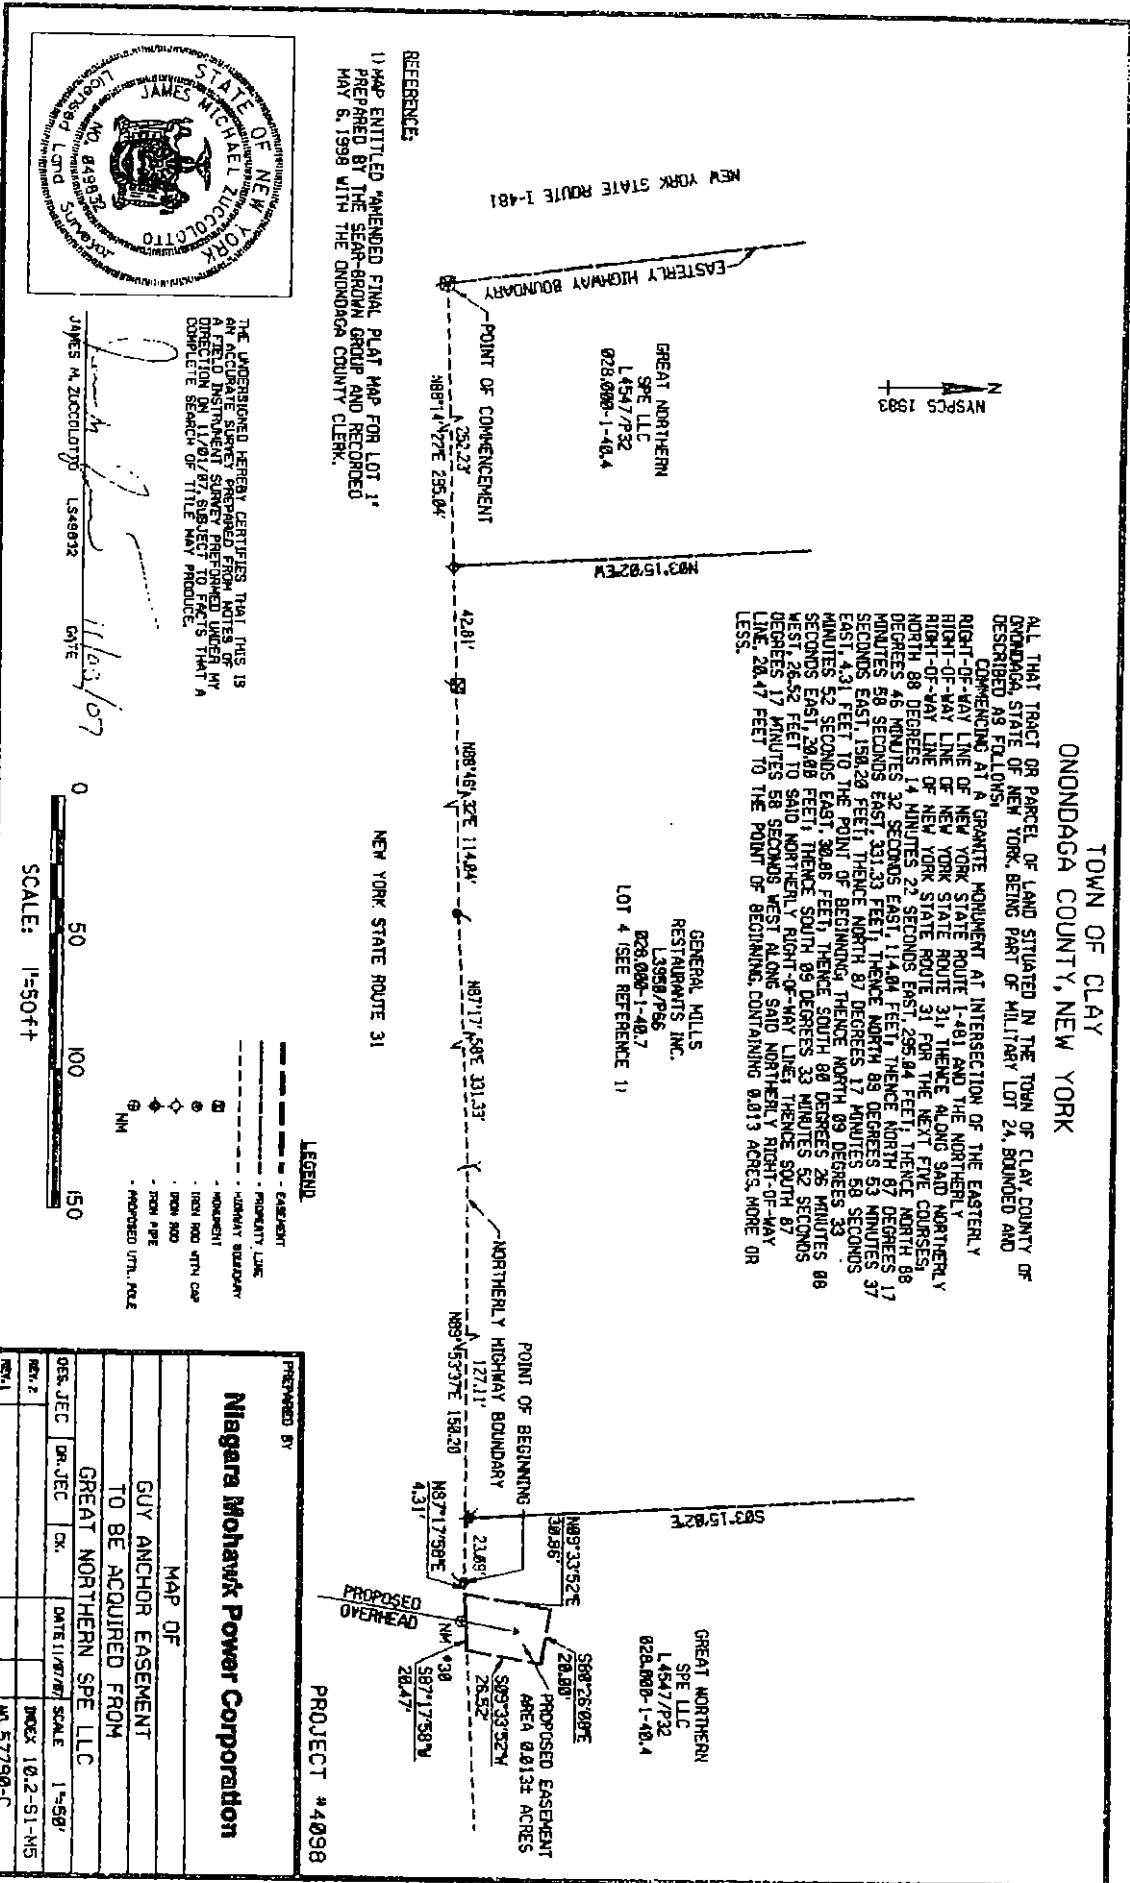 TOWN OF CLAY
ONONDAGA COUNTY, NEW YORK
ALL THAT TRACT OR PARCEL OF LAND SITUATED IN THE TOWN OF CLAY, COUNTY OF
ONONDAGA, STATE OF NEW YORK, BEING PART OF MILITARY LOT 24, BOUNDED AND
DESCRIBED AS FOLLOWS:
COMMENCING AT A GRANITE MONUMENT AT INTERSECTION OF THE EASTERLY
RIGHT-OF-WAY LINE OF NEW YORK STATE ROUTE I-481 AND THE NORTHERLY
RIGHT-OF-WAY LINE OF NEW YORK STATE ROUTE 31; THENCE ALONG SAID NORTHERLY
RIGHT-OF-WAY LINE OF NEW YORK STATE ROUTE 31 FOR THE NEXT FIVE COURSES;
NORTH 88 DEGREES 14 MINUTES 22 SECONDS EAST, 295.04 FEET; THENCE NORTH 88
DEGREES 46 MINUTES 32 SECONDS EAST, 114.04 FEET; THENCE NORTH 87 DEGREES 17
MINUTES 58 SECONDS EAST, 331.33 FEET; THENCE NORTH 89 DEGREES 53 MINUTES 37
SECONDS EAST, 150.20 FEET; THENCE NORTH 87 DEGREES 17 MINUTES 58 SECONDS
EAST, 4.31 FEET TO THE POINT OF BEGINNING; THENCE NORTH 09 DEGREES 33
MINUTES 52 SECONDS EAST, 30.86 FEET; THENCE SOUTH 80 DEGREES 26 MINUTES 08
SECONDS EAST, 20.00 FEET; THENCE SOUTH 09 DEGREES 33 MINUTES 52 SECONDS
WEST, 26.52 FEET TO SAID NORTHERLY RIGHT-OF-WAY LINE; THENCE SOUTH 87
DEGREES 17 MINUTES 58 SECONDS WEST ALONG SAID NORTHERLY RIGHT-OF-WAY
LINE, 20.47 FEET TO THE POINT OF BEGINNING, CONTAINING 0.013 ACRES, MORE OR
LESS.
N
NYSPCS 1983
NEW YORK STATE ROUTE I-481
EASTERLY HIGHWAY BOUNDARY
GREAT NORTHERN
SPE LLC
L4547/P32
028.000-1-40.4
POINT OF COMMENCEMENT
252.23'
N88°14'22"E 295.04'
N03°15'02"EW
42.81'
N88°46'32"E 114.04'
GENERAL MILLS
RESTAURANTS INC.
L3958/P66
028.000-1-40.7
LOT 4 (SEE REFERENCE 1)
N87°17'58"E 331.33'
NEW YORK STATE ROUTE 31
NORTHERLY HIGHWAY BOUNDARY
127.11'
N89°53'37"E 150.20
POINT OF BEGINNING
S03°15'02"E
23.09'
N87°17'58"E
4.31'
N09°33'52"E
30.86'
GREAT NORTHERN
SPE LLC
L4547/P32
028.000-1-40.4
S80°26'08"E
20.00'
PROPOSED EASEMENT
AREA 0.013± ACRES
S09°33'52"W
26.52'
S87°17'58"W
20.47'
NM #30
PROPOSED
OVERHEAD
REFERENCE:
1) MAP ENTITLED "AMENDED FINAL PLAT MAP FOR LOT 1"
PREPARED BY THE SEAR-BROWN GROUP AND RECORDED
MAY 6, 1998 WITH THE ONONDAGA COUNTY CLERK.
STATE OF NEW YORK
JAMES MICHAEL ZUCCOLOTTO
NO. 049832
Licensed Land Surveyor
THE UNDERSIGNED HEREBY CERTIFIES THAT THIS IS
AN ACCURATE SURVEY PREPARED FROM NOTES OF
A FIELD INSTRUMENT SURVEY PREFORMED UNDER MY
DIRECTION ON 11/01/07, SUBJECT TO FACTS THAT A
COMPLETE SEARCH OF TITLE MAY PRODUCE.
11/03/07
JAMES M. ZUCCOLOTTO LS49832 DATE
0 50 100 150
SCALE: 1"=50ft
LEGEND
- EASEMENT
- PROPERTY LINE
- HIGHWAY BOUNDARY
- MONUMENT
- IRON ROD WITH CAP
- IRON ROD
- IRON PIPE
NM - PROPOSED UTIL. POLE
PROJECT #4098
PREPARED BY
Niagara Mohawk Power Corporation
MAP OF
GUY ANCHOR EASEMENT
TO BE ACQUIRED FROM
GREAT NORTHERN SPE LLC
DES. JEC DR. JEC CK. DATE 11/07/07 SCALE 1"=50'
REV. 2 INDEX 10.2-S1-M5
REV. 1 NO. 57790-C